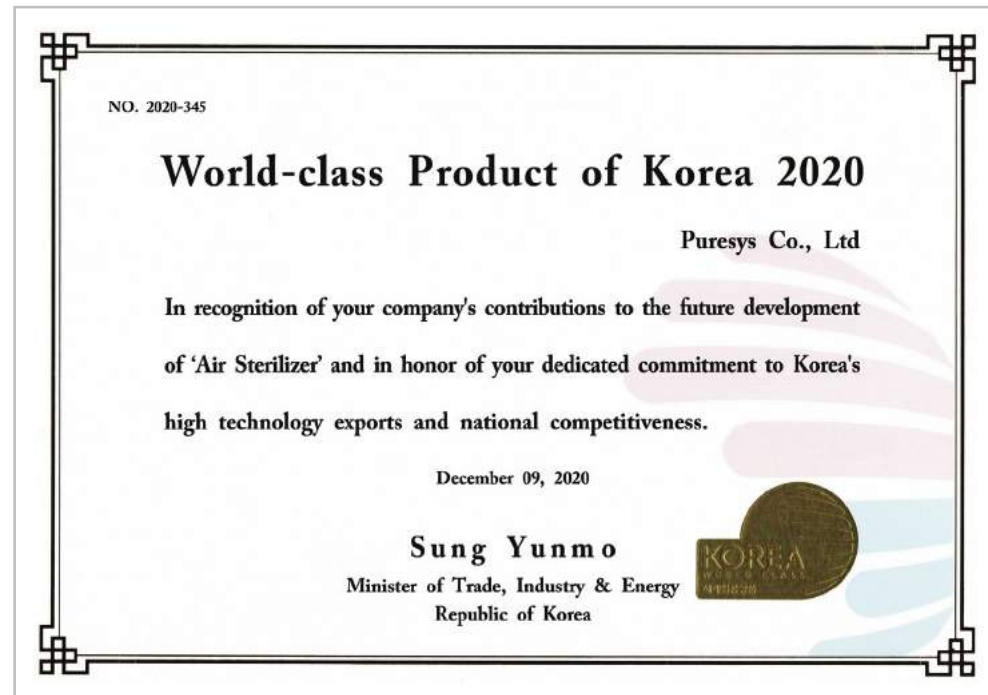 NO. 2020-345
World-class Product of Korea 2020
Puresys Co., Ltd
In recognition of your company's contributions to the future development
of ‘Air Sterilizer’ and in honor of your dedicated commitment to Korea's
high technology exports and national competitiveness.
December 09, 2020
Sung Yunmo
Minister of Trade, Industry & Energy
Republic of Korea
KOREA
WORLD CLASS